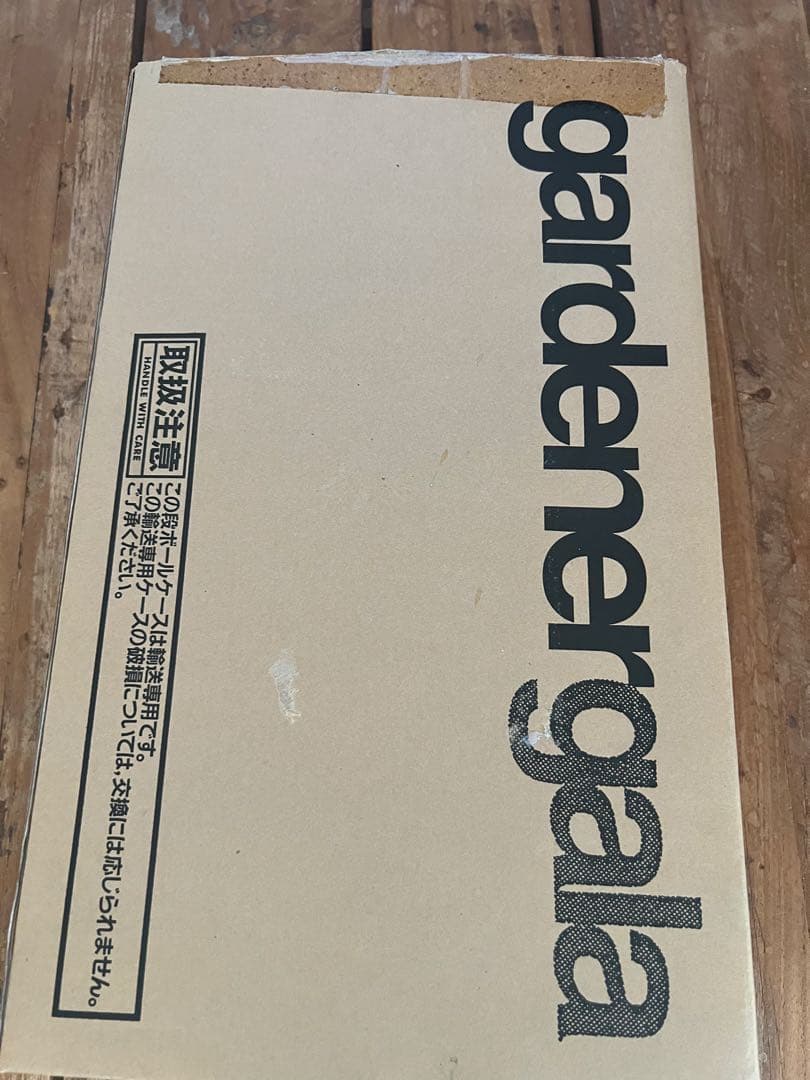 gardenergala
取扱注意
HANDLE WITH CARE
この段ボールケースは輸送専用です。
この輸送専用ケースの破損については,交換には応じられません。
ご了承ください。